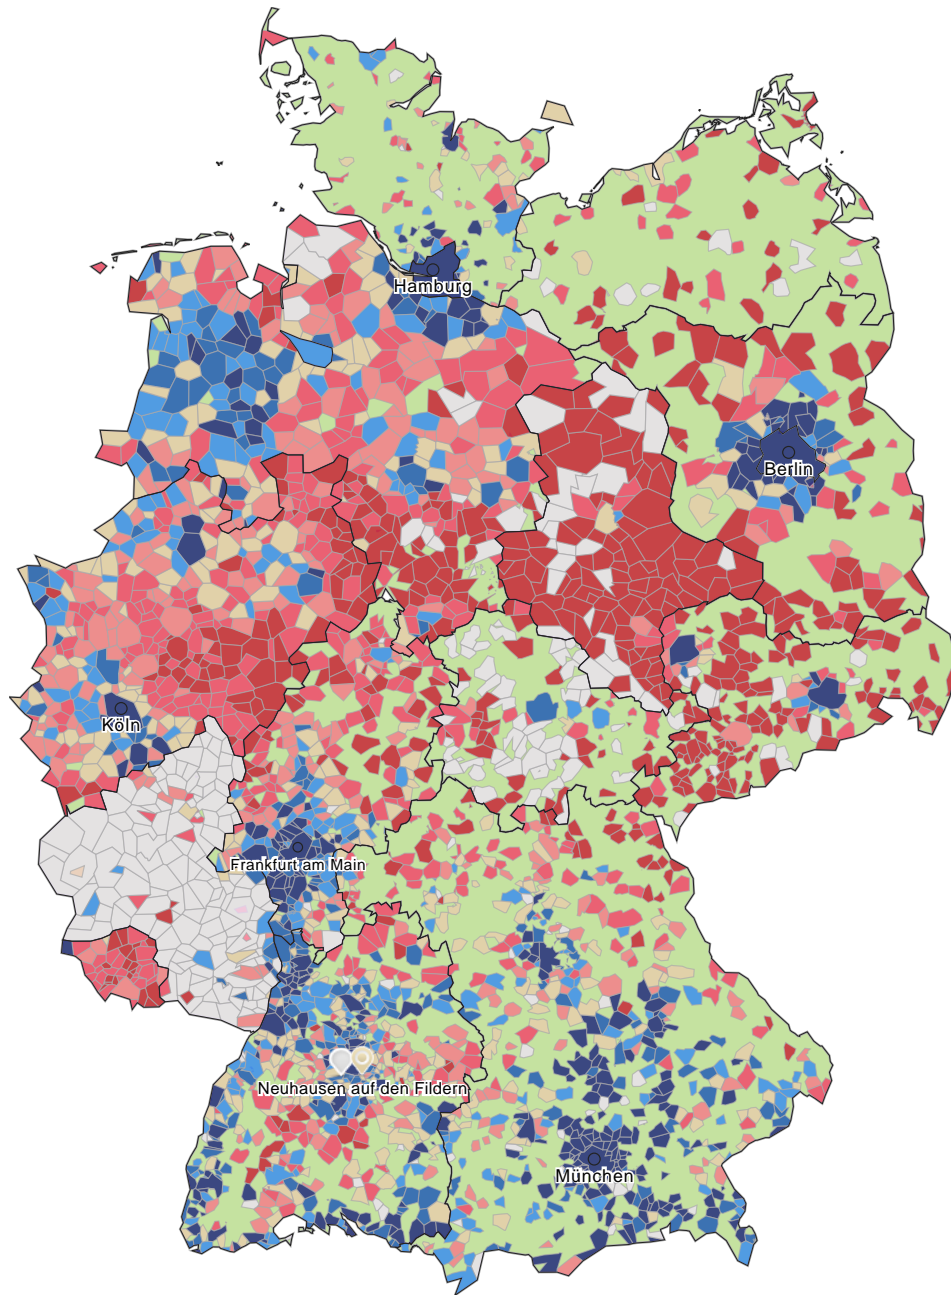 Hamburg
Berlin
Köln
Frankfurt am Main
Neuhausen auf den Fildern
München